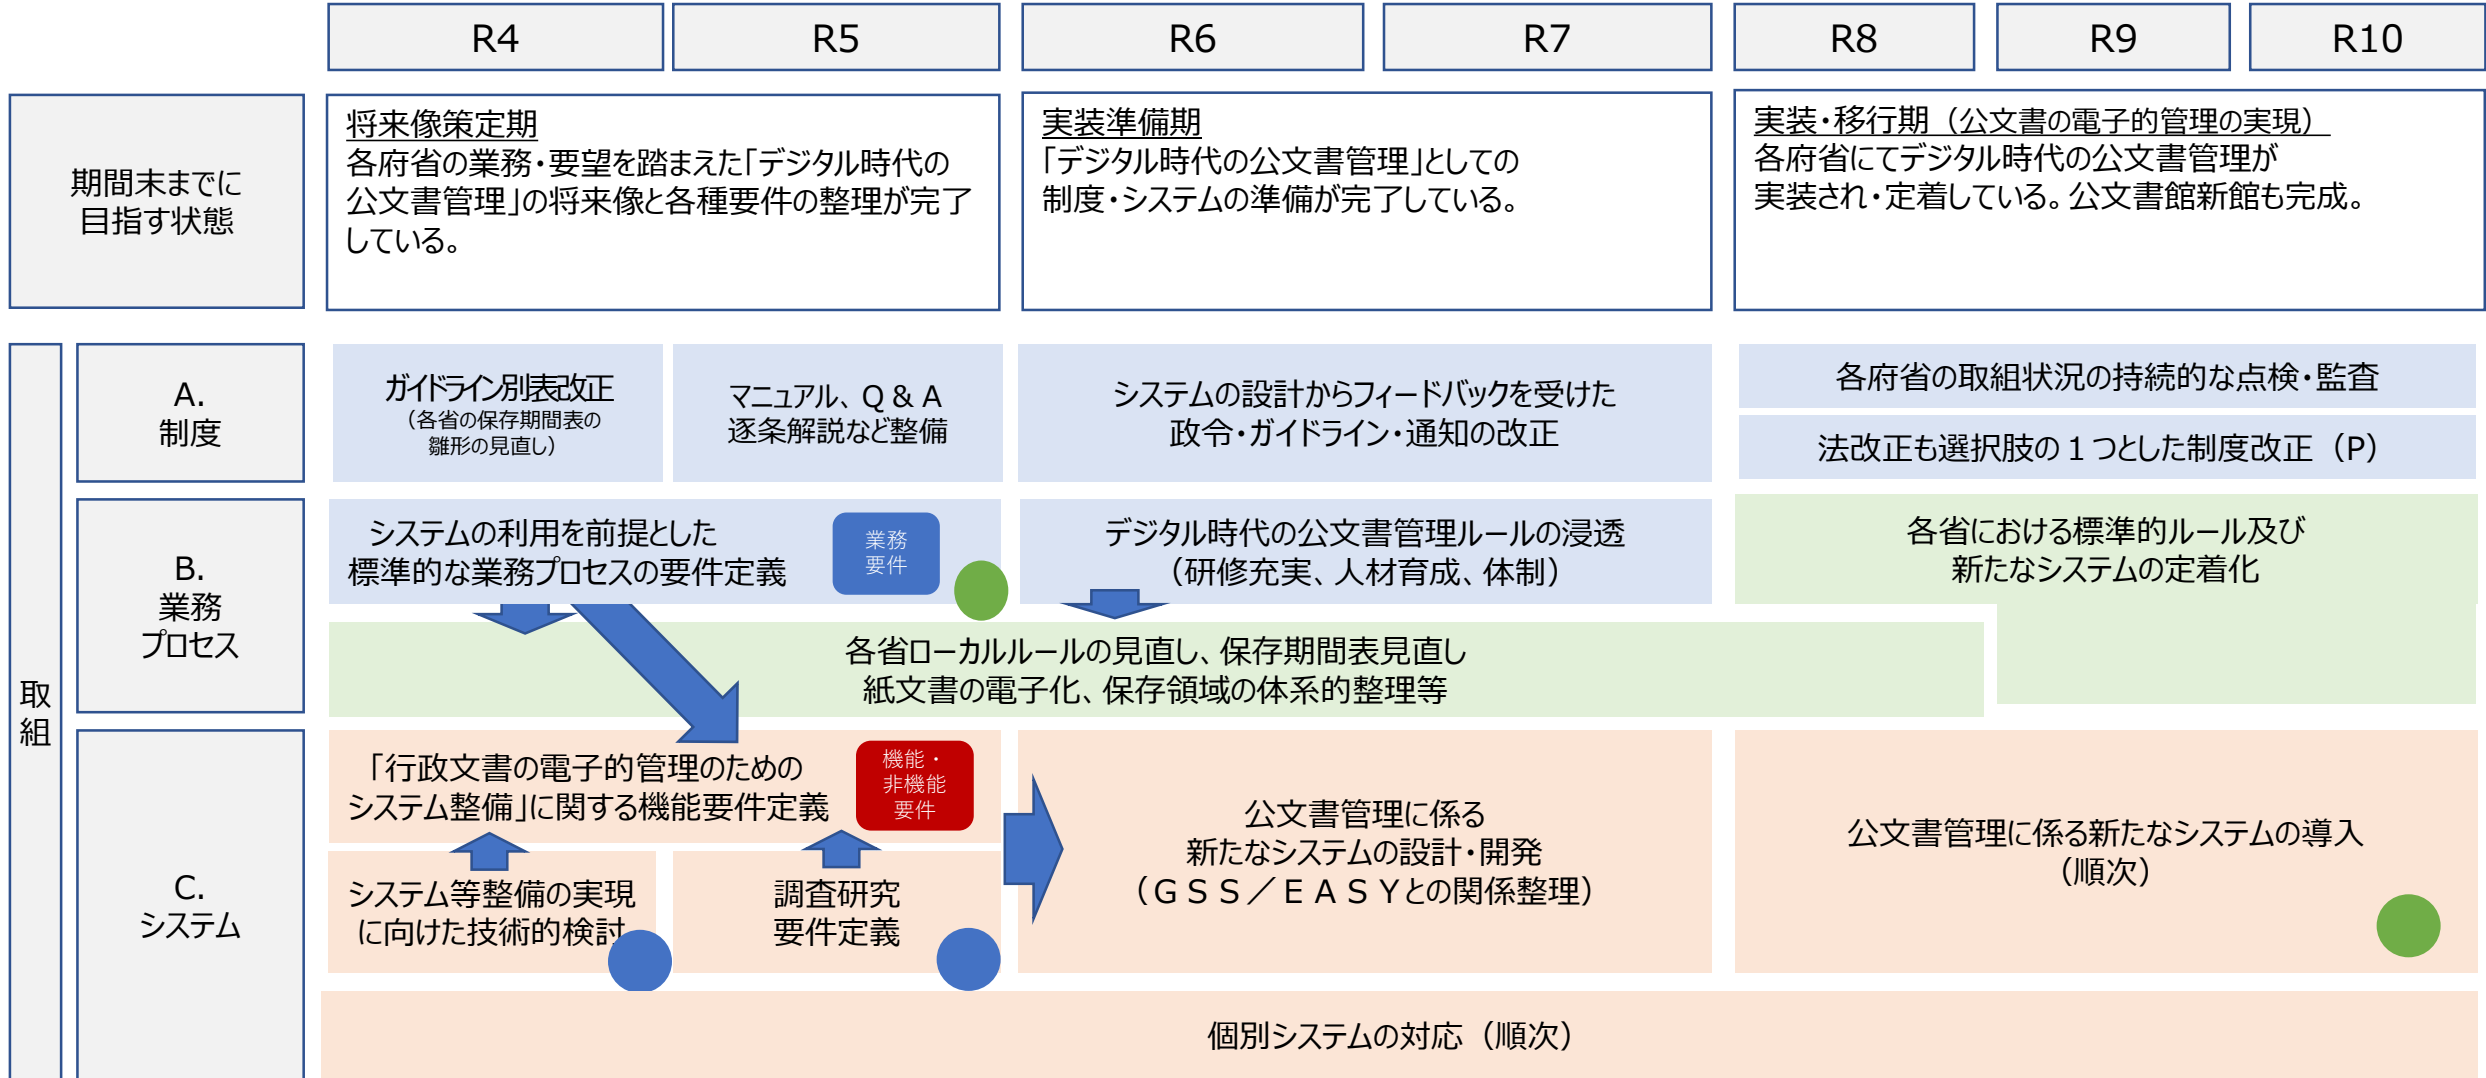 R4
R5
R6
R7
R8
R9
R10
期間末までに
目指す状態
将来像策定期
各府省の業務・要望を踏まえた「デジタル時代の
公文書管理」の将来像と各種要件の整理が完了
している。
実装準備期
「デジタル時代の公文書管理」としての
制度・システムの準備が完了している。
実装・移行期（公文書の電子的管理の実現）
各府省にてデジタル時代の公文書管理が
実装され・定着している。公文書館新館も完成。
取
組
A.
制度
ガイドライン別表改正
（各省の保存期間表の
雛形の見直し）
マニュアル、Ｑ＆Ａ
逐条解説など整備
システムの設計からフィードバックを受けた
政令・ガイドライン・通知の改正
各府省の取組状況の持続的な点検・監査
法改正も選択肢の１つとした制度改正（P）
B.
業務
プロセス
システムの利用を前提とした
標準的な業務プロセスの要件定義
業務
要件
デジタル時代の公文書管理ルールの浸透
（研修充実、人材育成、体制）
各省における標準的ルール及び
新たなシステムの定着化
各省ローカルルールの見直し、保存期間表見直し
紙文書の電子化、保存領域の体系的整理等
C.
システム
「行政文書の電子的管理のための
システム整備」に関する機能要件定義
機能・
非機能
要件
システム等整備の実現
に向けた技術的検討
調査研究
要件定義
公文書管理に係る
新たなシステムの設計・開発
（ＧＳＳ／ＥＡＳＹとの関係整理）
公文書管理に係る新たなシステムの導入
（順次）
個別システムの対応（順次）